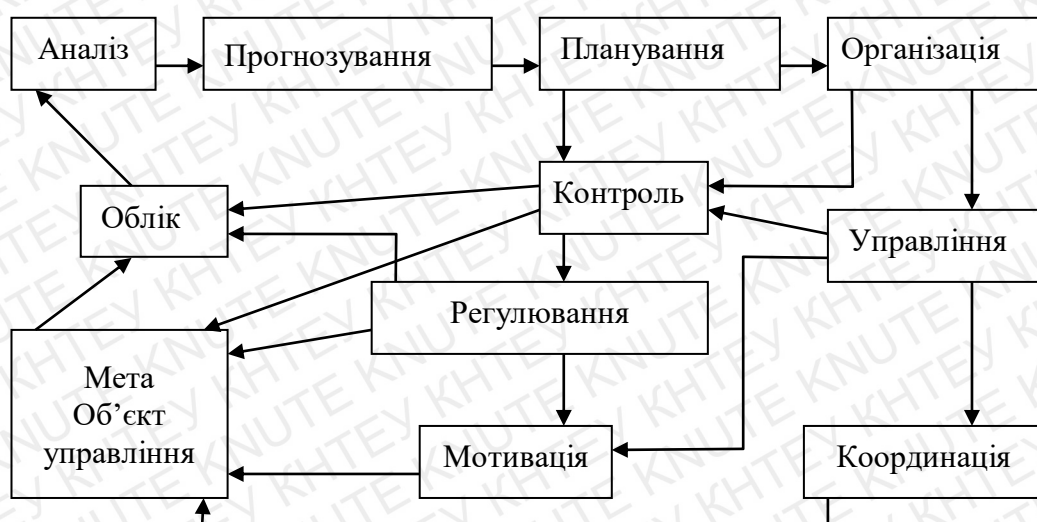 Аналіз
Прогнозування
Планування
Організація
Контроль
Облік
Управління
Регулювання
Мета
Об’єкт
управління
Мотивація
Координація